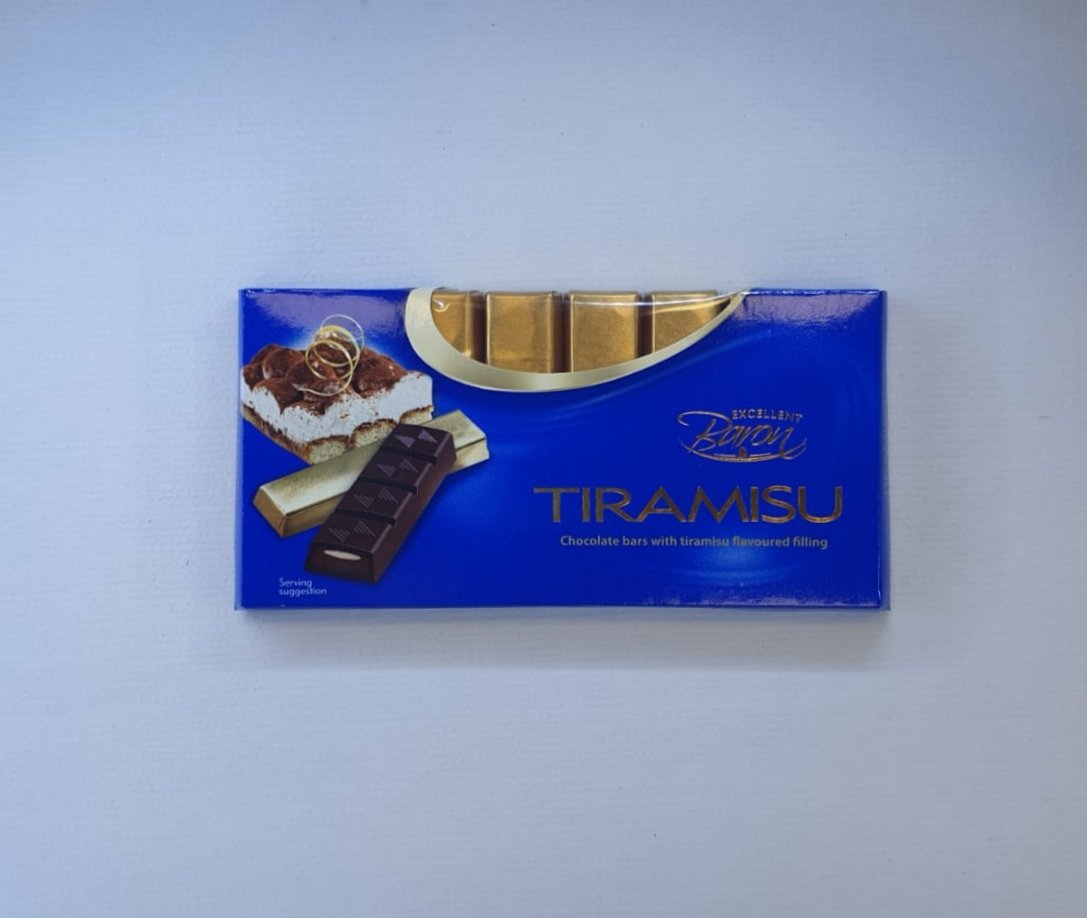 EXCELLENT
Baron
TIRAMISU
Chocolate bars with tiramisu flavoured filling
Serving
suggestion